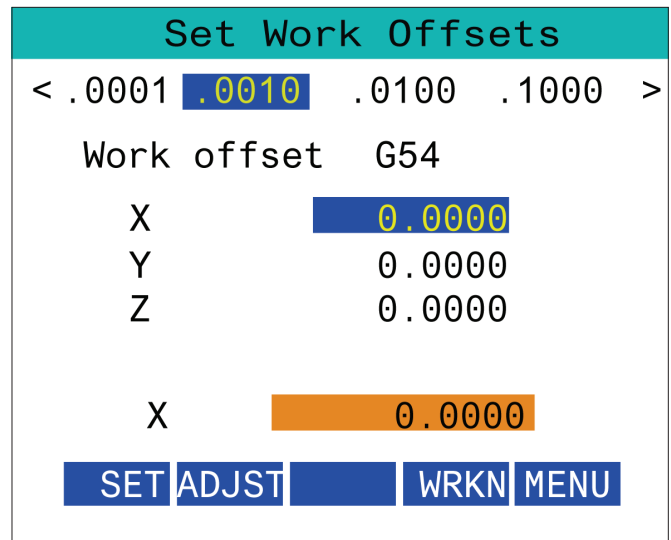 Set Work Offsets
< .0001 .0010 .0100 .1000 >
Work offset G54
X 0.0000
Y 0.0000
Z 0.0000
X 0.0000
SET ADJST WRKN MENU